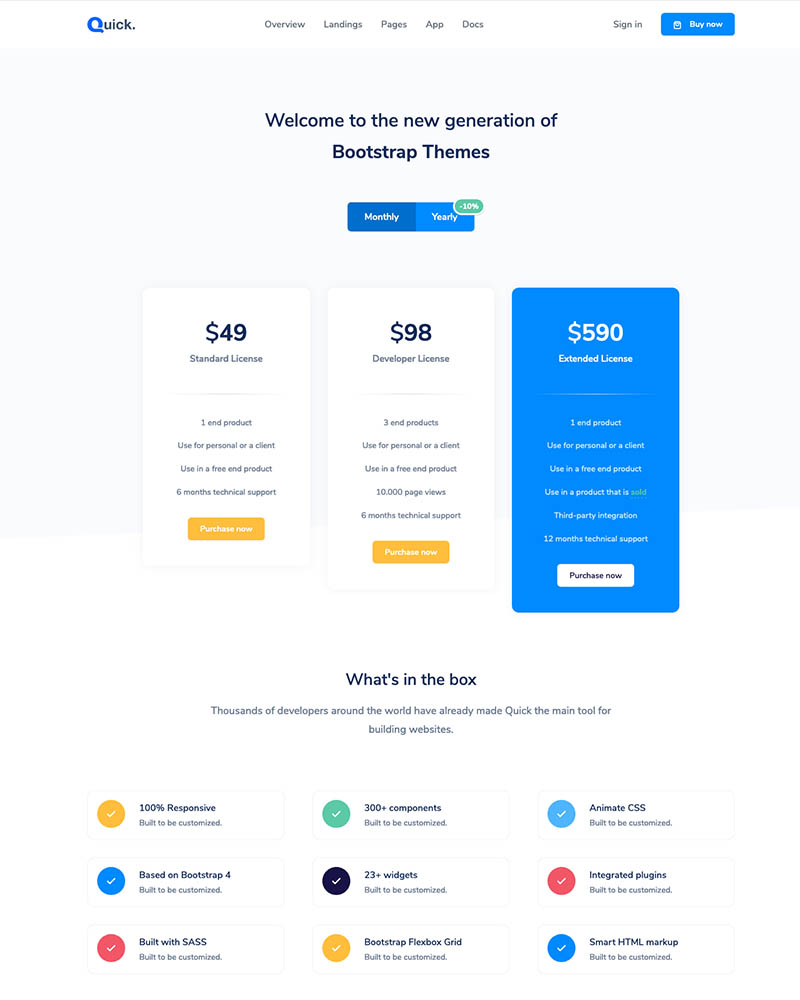 Quick.
Overview Landings Pages App Docs
Sign in
Buy now
Welcome to the new generation of
Bootstrap Themes
Monthly
Yearly
-10%
$49
Standard License
1 end product
Use for personal or a client
Use in a free end product
6 months technical support
Purchase now
$98
Developer License
3 end products
Use for personal or a client
Use in a free end product
10.000 page views
6 months technical support
Purchase now
$590
Extended License
1 end product
Use for personal or a client
Use in a free end product
Use in a product that is sold
Third-party integration
12 months technical support
Purchase now
What's in the box
Thousands of developers around the world have already made Quick the main tool for
building websites.
100% Responsive
Built to be customized.
300+ components
Built to be customized.
Animate CSS
Built to be customized.
Based on Bootstrap 4
Built to be customized.
23+ widgets
Built to be customized.
Integrated plugins
Built to be customized.
Built with SASS
Built to be customized.
Bootstrap Flexbox Grid
Built to be customized.
Smart HTML markup
Built to be customized.